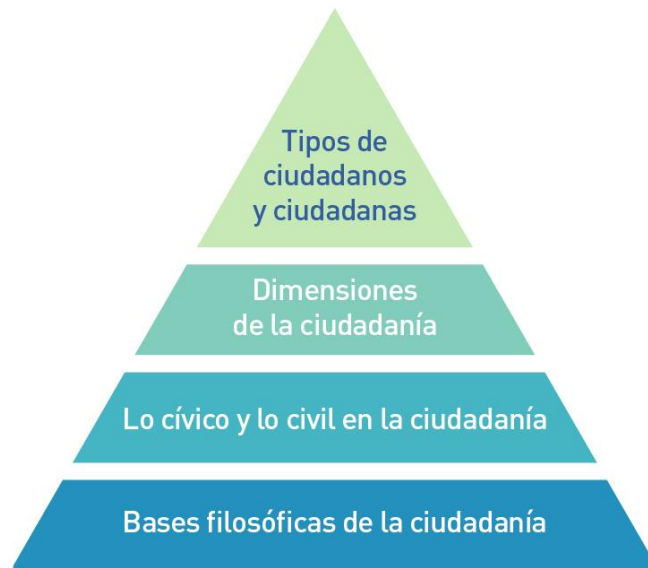 Tipos de
ciudadanos
y ciudadanas
Dimensiones
de la ciudadanía
Lo cívico y lo civil en la ciudadanía
Bases filosóficas de la ciudadanía